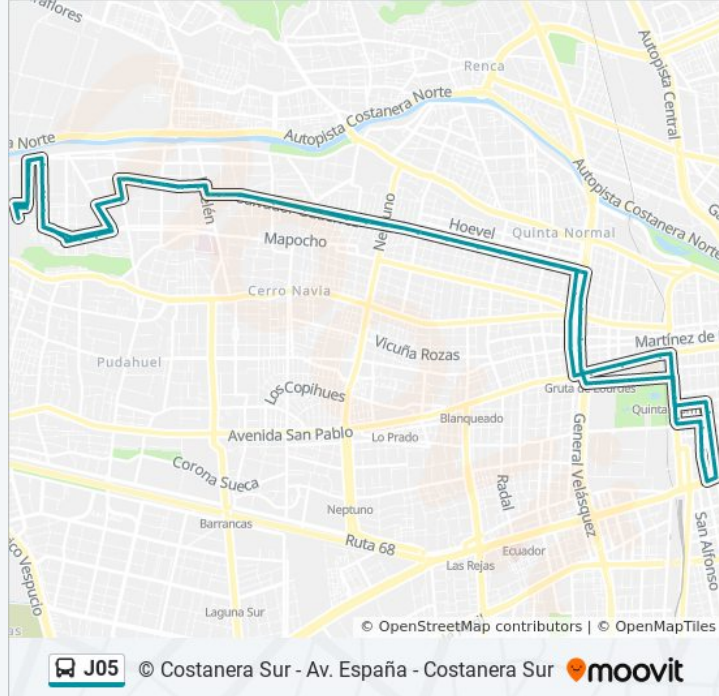 Renca
Autopista Central
Autopista Costanera Norte
a Norte
Autopista Costanera Norte
Hoevel
Quinta Normal
Mapocho
Cerro Navia
Martínez de
Vicuña Rozas
Pudahuel
Los Copihues
Gruta de Lourdes
Quinta
Blanqueado
Avenida San Pablo
Lo Prado
General Velásquez
Corona Sueca
Radal
Neptuno
San Alfonso
Barrancas
Ruta 68
Ecuador
Las Rejas
co Vespucio
Laguna Sur
© OpenStreetMap contributors | © OpenMapTiles
J05
© Costanera Sur - Av. España - Costanera Sur
moovit